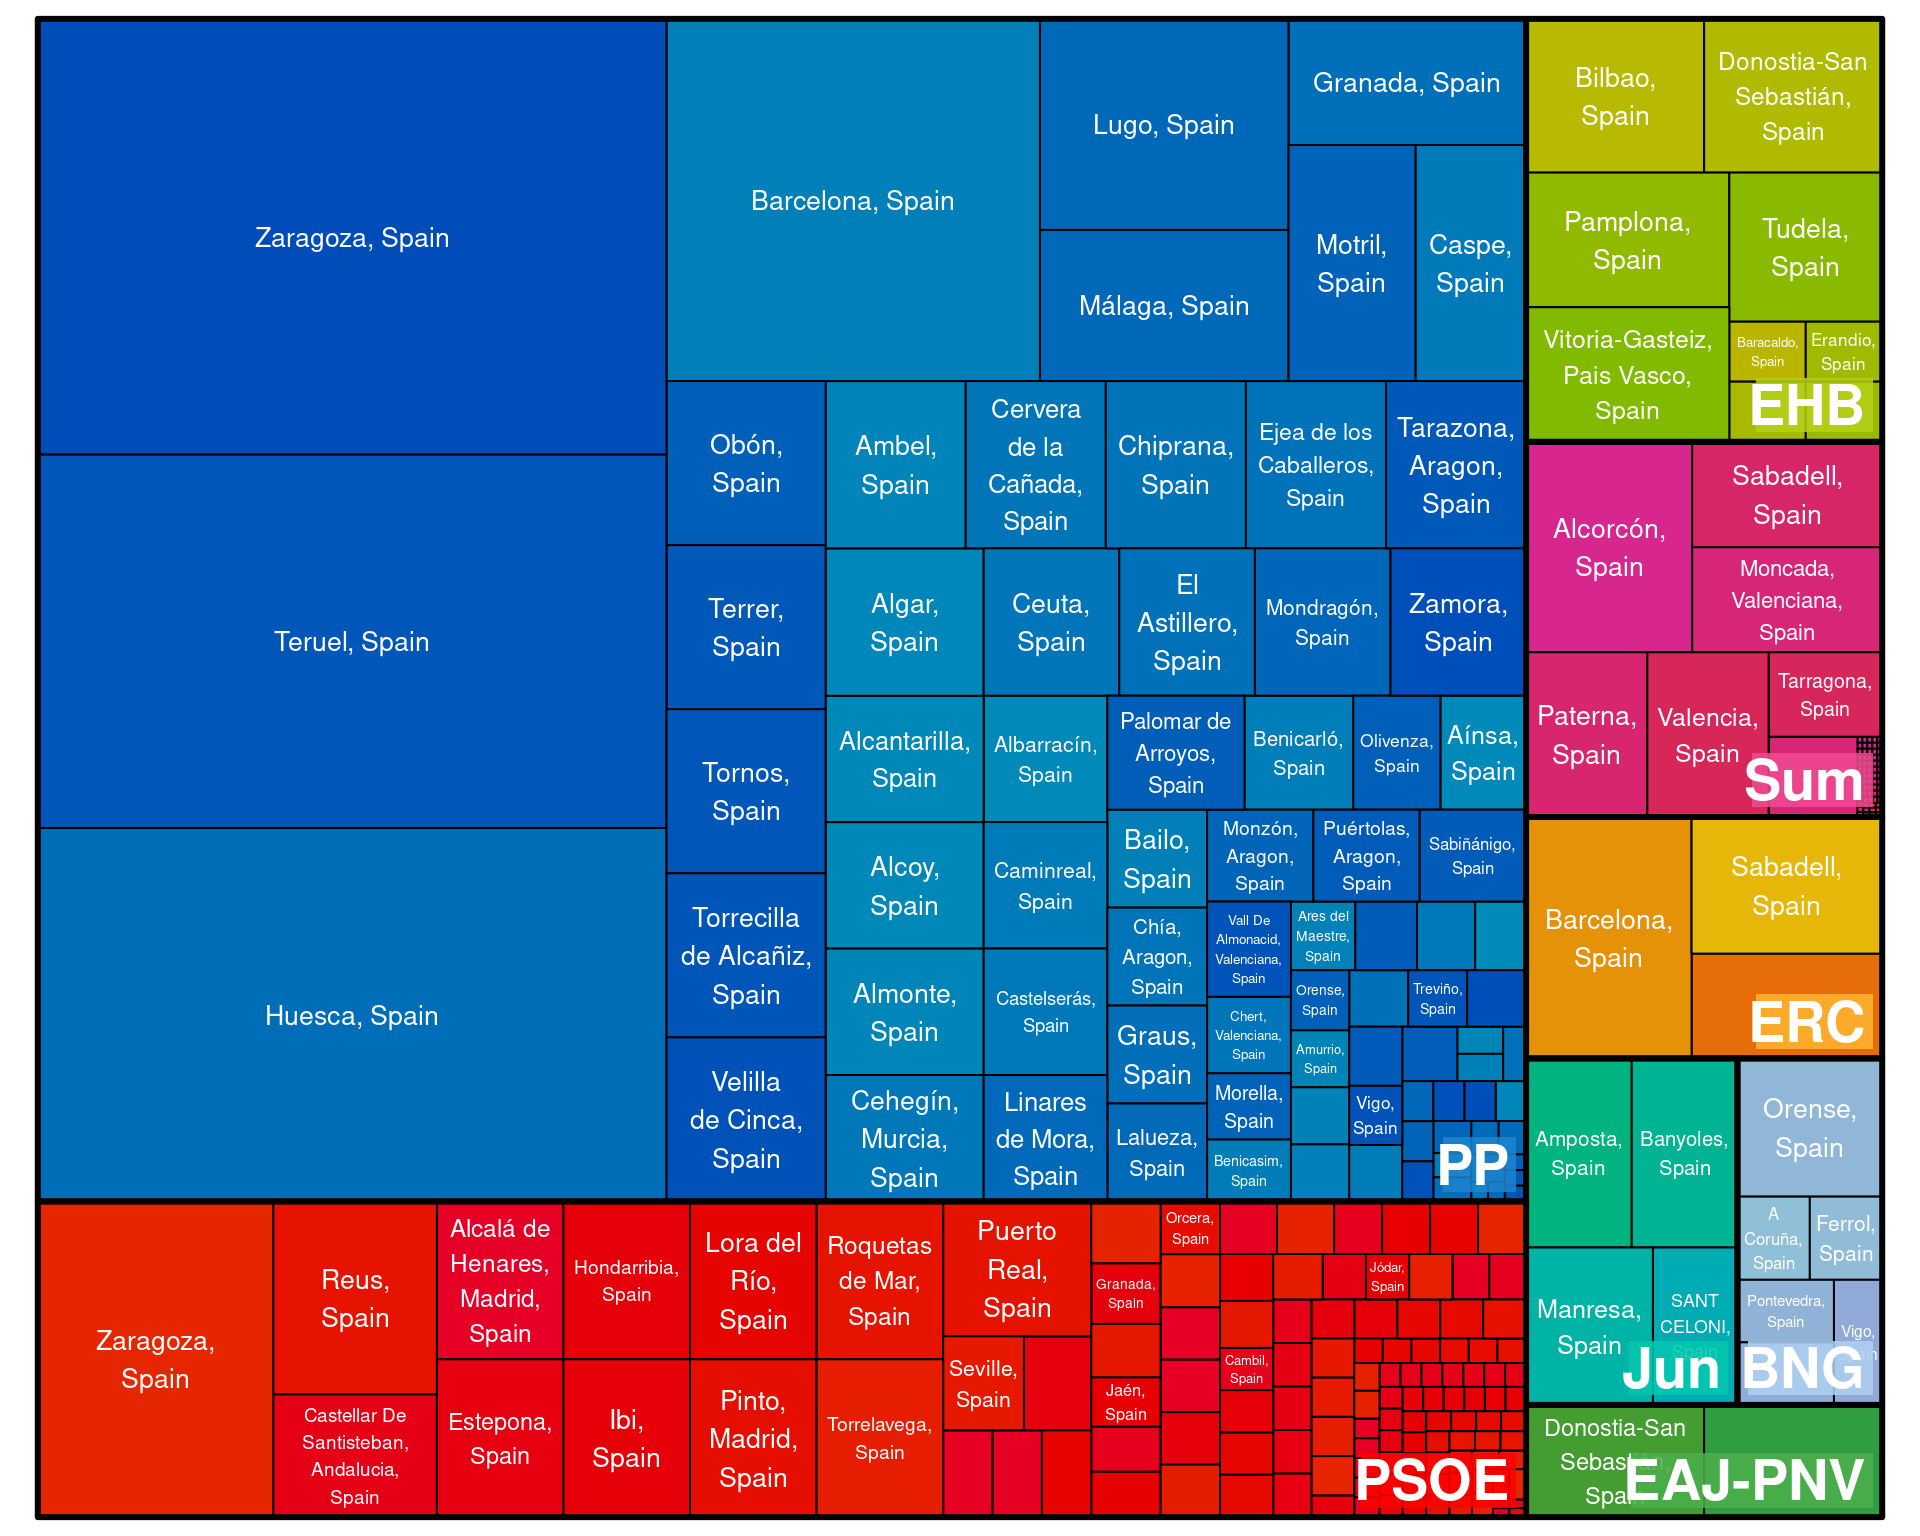 Zaragoza, Spain
Teruel, Spain
Huesca, Spain
Barcelona, Spain
Lugo, Spain
Málaga, Spain
Granada, Spain
Motril,
Spain
Caspe,
Spain
Obón,
Spain
Terrer,
Spain
Tornos,
Spain
Torrecilla
de Alcañiz,
Spain
Velilla
de Cinca,
Spain
Ambel,
Spain
Cervera
de la
Cañada,
Spain
Chiprana,
Spain
Ejea de los
Caballeros,
Spain
Tarazona,
Aragon,
Spain
Algar,
Spain
Ceuta,
Spain
El
Astillero,
Spain
Mondragón,
Spain
Zamora,
Spain
Alcantarilla,
Spain
Albarracín,
Spain
Alcoy,
Spain
Caminreal,
Spain
Almonte,
Spain
Castelserás,
Spain
Cehegín,
Murcia,
Spain
Linares
de Mora,
Spain
Palomar de
Arroyos,
Spain
Benicarló,
Spain
Olivenza,
Spain
Aínsa,
Spain
Bailo,
Spain
Chía,
Aragon,
Spain
Graus,
Spain
Lalueza,
Spain
Monzón,
Aragon,
Spain
Puértolas,
Aragon,
Spain
Sabiñánigo,
Spain
Vall De
Almonacid,
Valenciana,
Spain
Chert,
Valenciana,
Spain
Morella,
Spain
Benicasim,
Spain
Ares del
Maestre,
Spain
Orense,
Spain
Amurrio,
Spain
Treviño,
Spain
Vigo,
Spain
PP
Zaragoza,
Spain
Reus,
Spain
Castellar De
Santisteban,
Andalucia,
Spain
Alcalá de
Henares,
Madrid,
Spain
Estepona,
Spain
Hondarribia,
Spain
Ibi,
Spain
Lora del
Río,
Spain
Pinto,
Madrid,
Spain
Roquetas
de Mar,
Spain
Torrelavega,
Spain
Puerto
Real,
Spain
Seville,
Spain
Granada,
Spain
Jaén,
Spain
Orcera,
Spain
Cambil,
Spain
Jódar,
Spain
PSOE
Bilbao,
Spain
Donostia-San
Sebastián,
Spain
Pamplona,
Spain
Tudela,
Spain
Vitoria-Gasteiz,
Pais Vasco,
Spain
Baracaldo,
Spain
Erandio,
Spain
EHB
Alcorcón,
Spain
Sabadell,
Spain
Moncada,
Valenciana,
Spain
Paterna,
Spain
Valencia,
Spain
Tarragona,
Spain
Sum
Barcelona,
Spain
Sabadell,
Spain
ERC
Amposta,
Spain
Banyoles,
Spain
Manresa,
Spain
SANT
CELONI,
Spain
Jun
Orense,
Spain
A
Coruña,
Spain
Ferrol,
Spain
Pontevedra,
Spain
Vigo,
Spain
BNG
Donostia-San
Sebastián,
Spain
EAJ-PNV